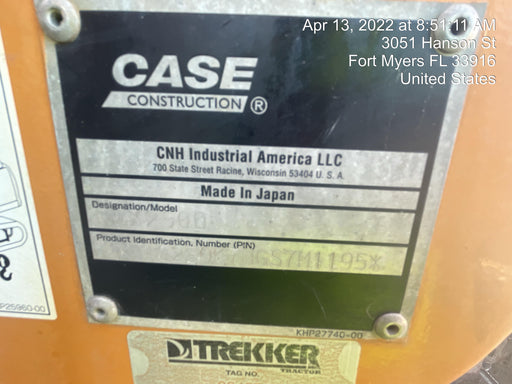 Apr 13, 2022 at 8:51:11 AM
3051 Hanson St
Fort Myers FL 33916
United States
CASE
CONSTRUCTION ®
CNH Industrial America LLC
700 State Street Racine, Wisconsin 53404 U. S. A.
Made In Japan
Designation/Model
Product Identification, Number (PIN)
KHP27740-00
TREKKER
TRACTOR
TAG NO.